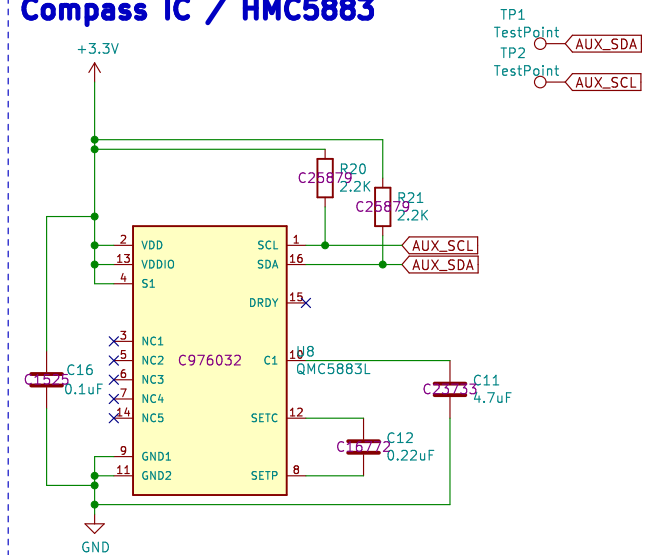 Compass IC / HMC5883
TP1
TestPoint
AUX_SDA
TP2
TestPoint
AUX_SCL
+3.3V
R20
C25879
2.2K
R21
C25879
2.2K
2 VDD
SCL 1
AUX_SCL
13 VDDIO
SDA 16
AUX_SDA
4 S1
DRDY 15
3 NC1
U8
5 NC2
C976032
C1 10
QMC5883L
6 NC3
C16
C1525
0.1uF
7 NC4
C11
C23733
4.7uF
14 NC5
SETC 12
C12
C16772
0.22uF
9 GND1
11 GND2
SETP 8
GND